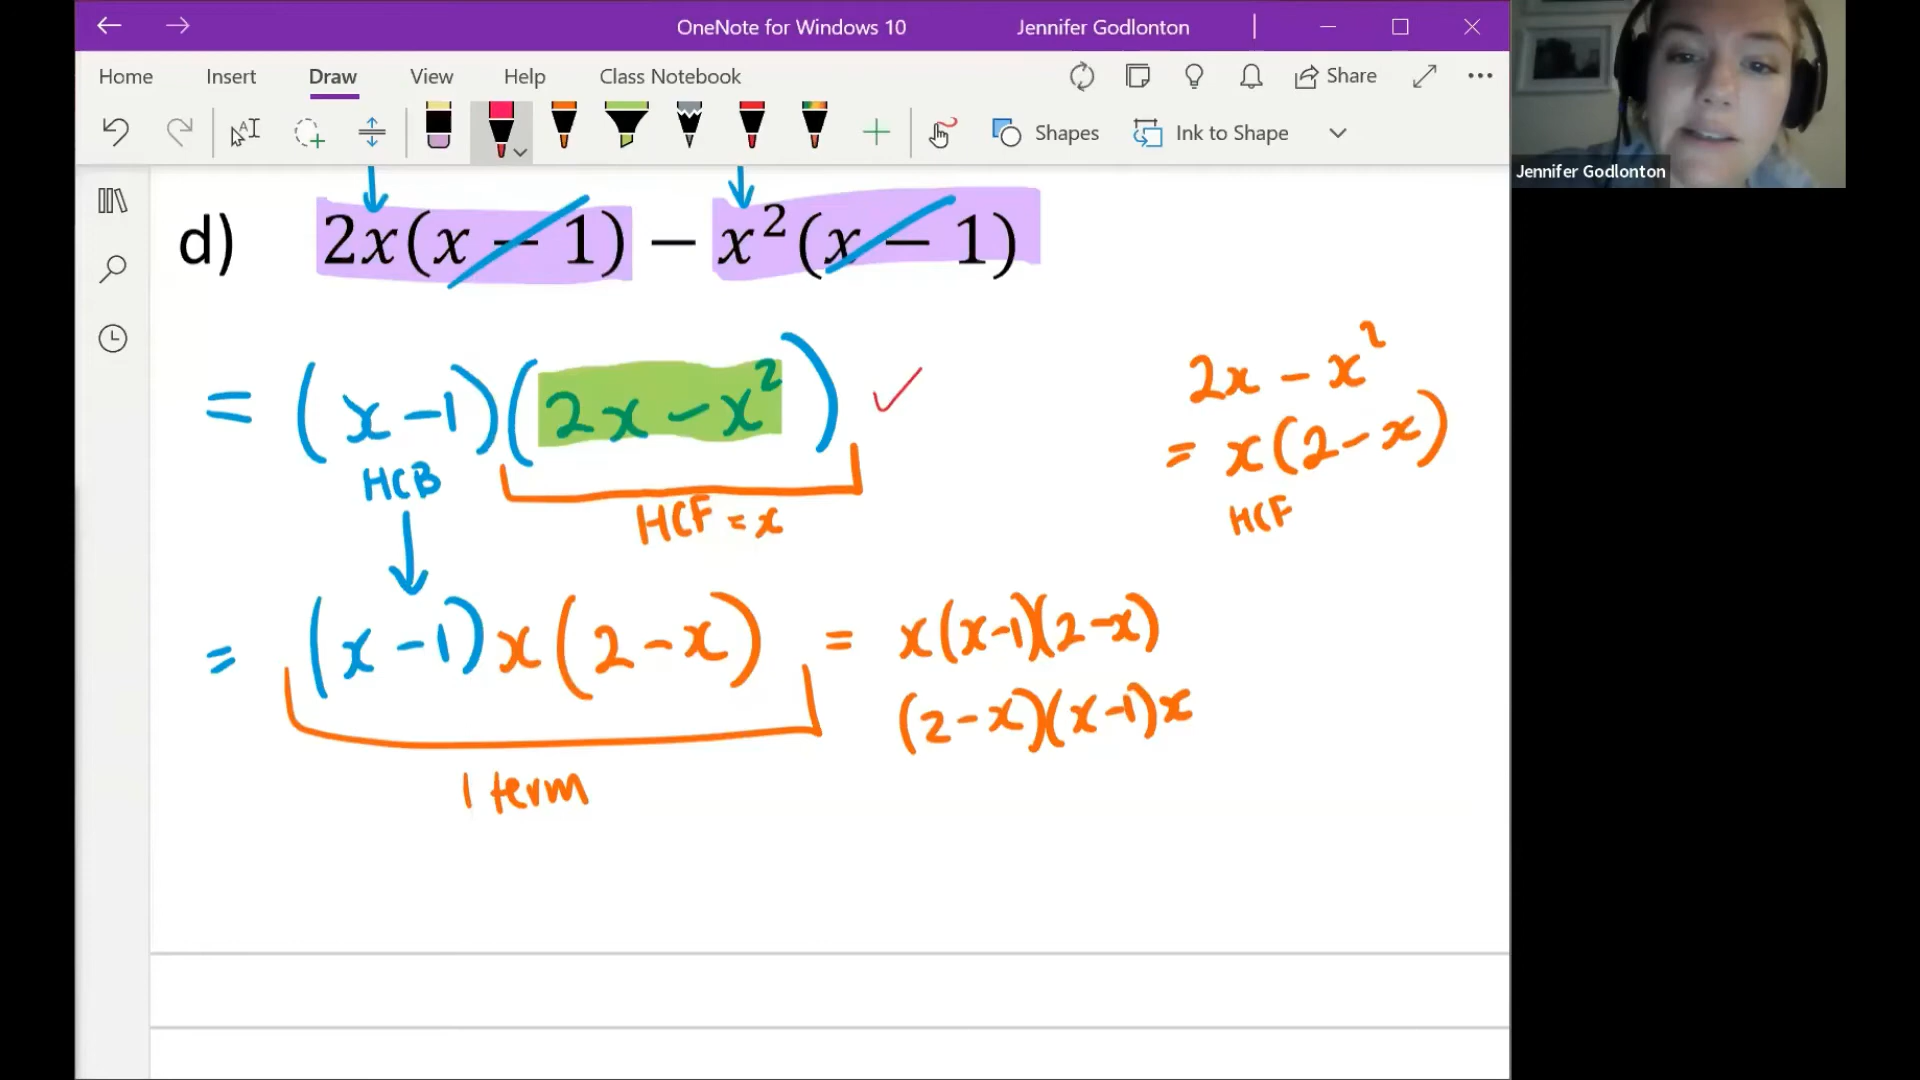 OneNote for Windows 10 Jennifer Godlonton
Home Insert Draw View Help Class Notebook Share
Shapes Ink to Shape
Jennifer Godlonton
d) 2x(x − 1) − x²(x − 1)
= (x −1)(2x − x²)
HCB
HCF = x
2x − x²
= x(2 − x)
HCF
= (x −1)x(2−x) = x(x−1)(2−x)
(2−x)(x−1)x
1 term